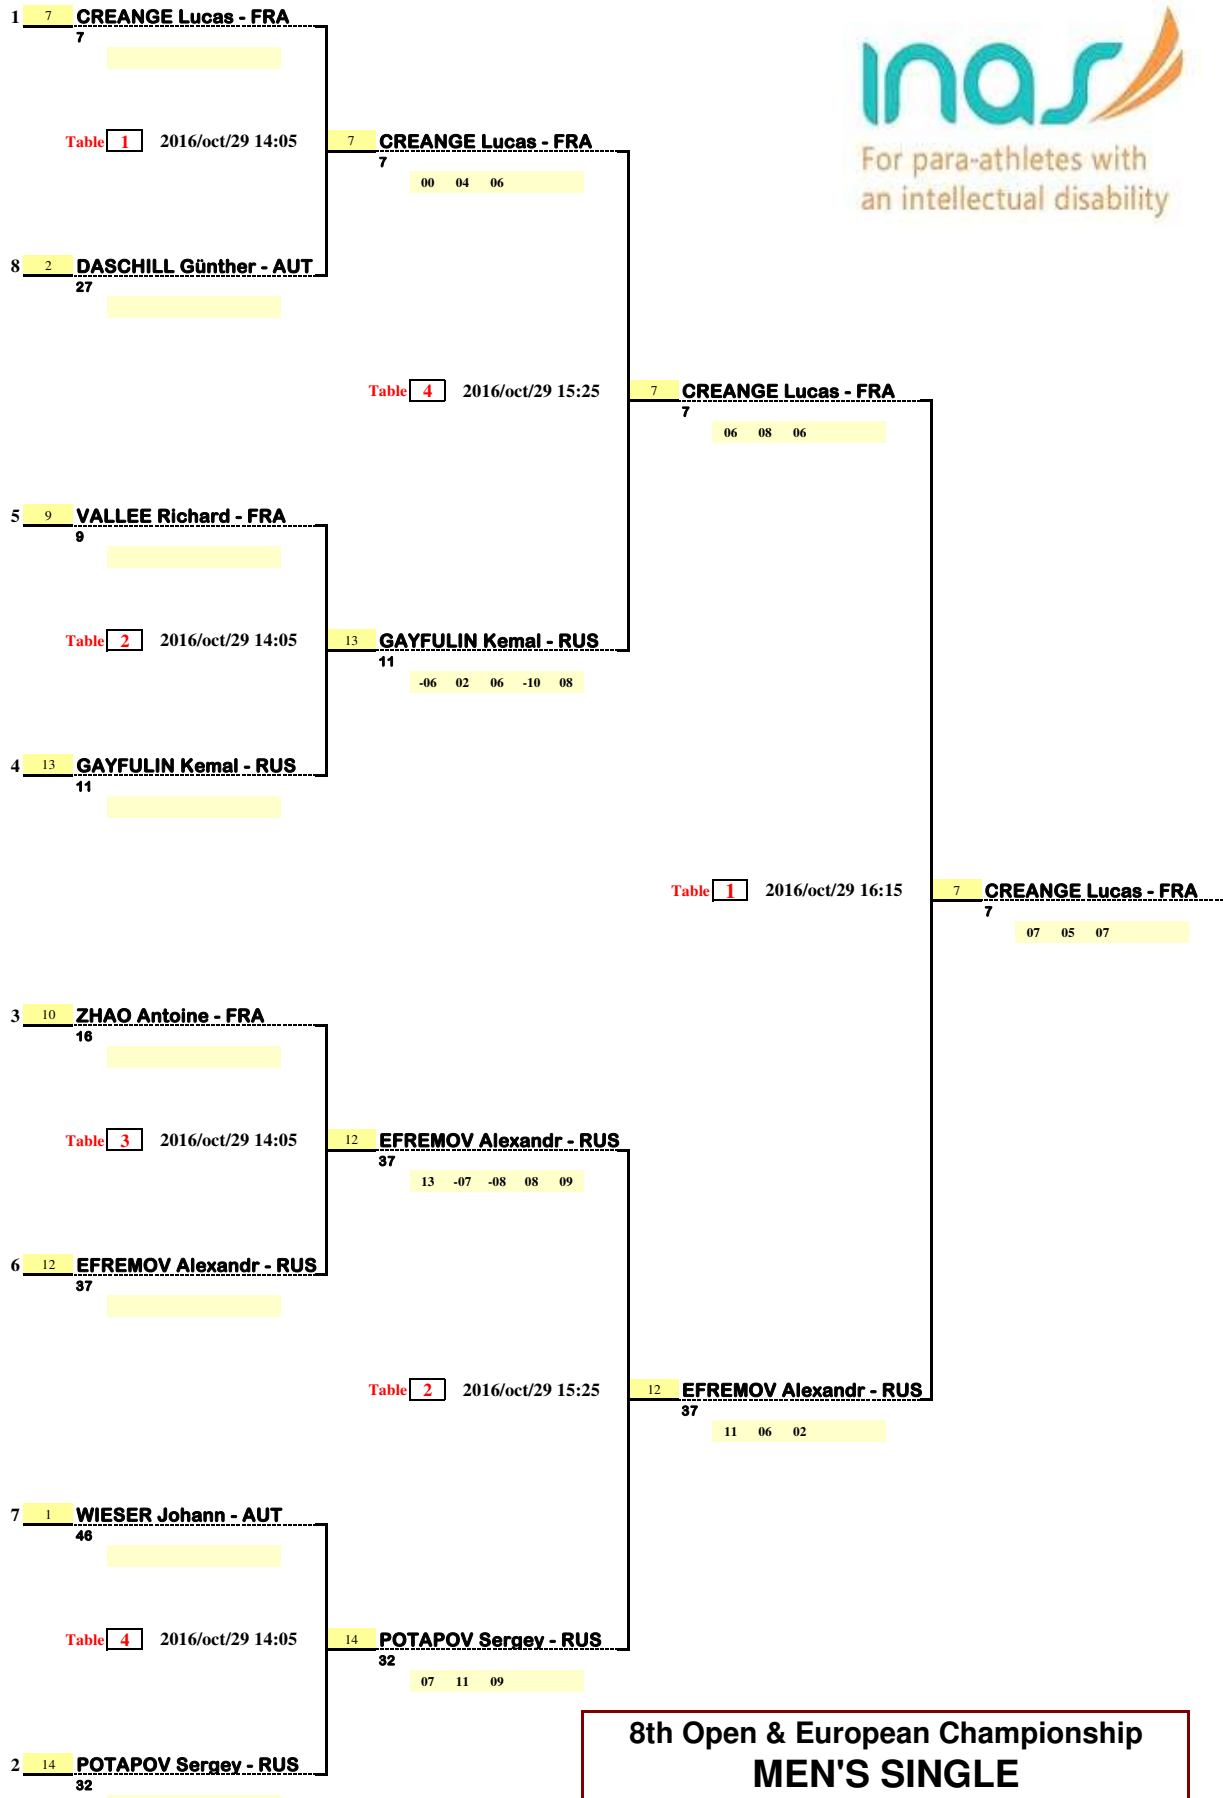 1 7 CREANGE Lucas - FRA
7
inas
For para-athletes with
an intellectual disability
Table 1 2016/oct/29 14:05 7 CREANGE Lucas - FRA
7
00 04 06
8 2 DASCHILL Günther - AUT
27
Table 4 2016/oct/29 15:25 7 CREANGE Lucas - FRA
7
06 08 06
5 9 VALLEE Richard - FRA
9
Table 2 2016/oct/29 14:05 13 GAYFULIN Kemal - RUS
11
-06 02 06 -10 08
4 13 GAYFULIN Kemal - RUS
11
Table 1 2016/oct/29 16:15 7 CREANGE Lucas - FRA
7
07 05 07
3 10 ZHAO Antoine - FRA
16
Table 3 2016/oct/29 14:05 12 EFREMOV Alexandr - RUS
37
13 -07 -08 08 09
6 12 EFREMOV Alexandr - RUS
37
Table 2 2016/oct/29 15:25 12 EFREMOV Alexandr - RUS
37
11 06 02
7 1 WIESER Johann - AUT
46
Table 4 2016/oct/29 14:05 14 POTAPOV Sergey - RUS
32
07 11 09
2 14 POTAPOV Sergey - RUS
32
8th Open & European Championship
MEN'S SINGLE